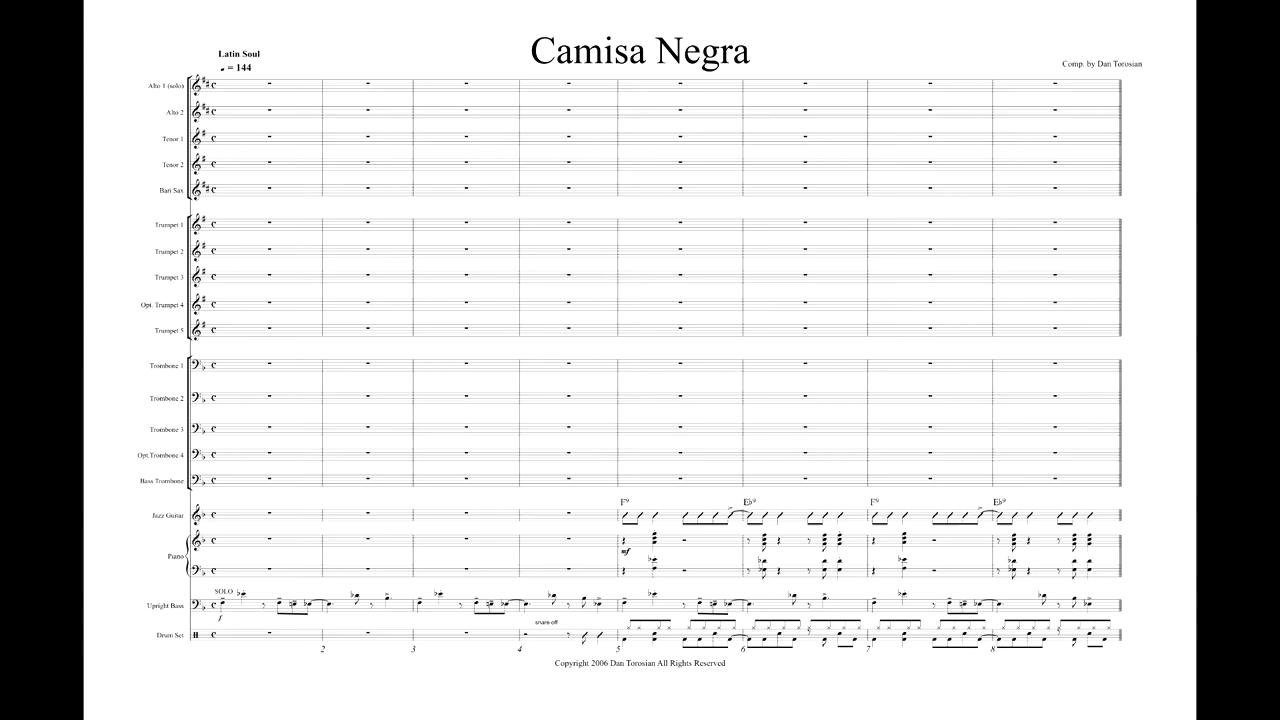 Camisa Negra
Latin Soul
= 144
Comp. by Dan Torosian
Alto 1 (solo)
Alto 2
Tenor 1
Tenor 2
Bari Sax
Trumpet 1
Trumpet 2
Trumpet 3
Opt. Trumpet 4
Trumpet 5
Trombone 1
Trombone 2
Trombone 3
Opt.Trombone 4
Bass Trombone
F9 Eb9 F9 Eb9
Jazz Guitar
mf
Piano
SOLO
Upright Bass
f
snare off
Drum Set
2 3 4 5 6 7 8
Copyright 2006 Dan Torosian All Rights Reserved